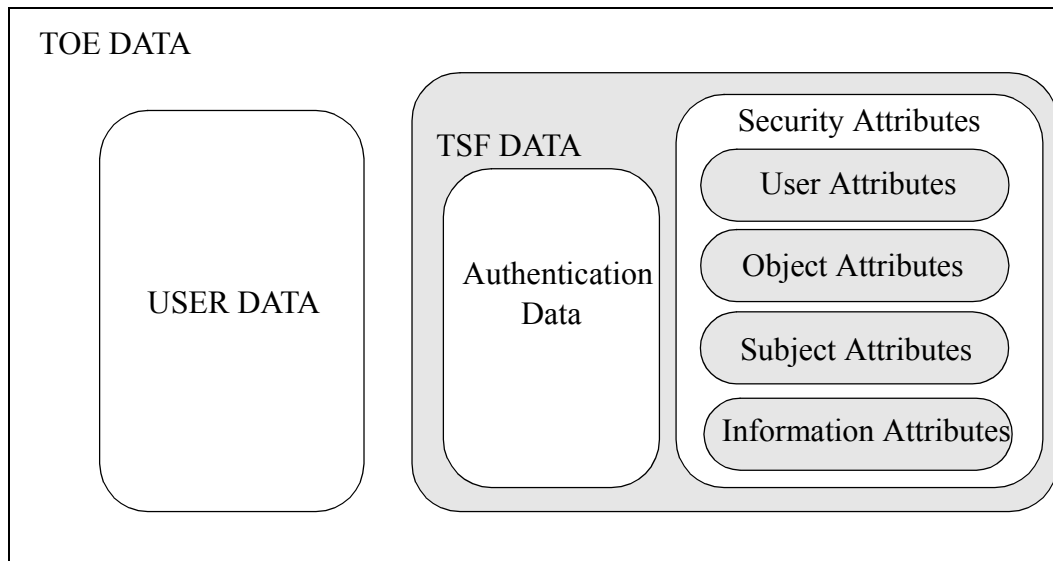 TOE DATA
USER DATA
TSF DATA
Authentication
Data
Security Attributes
User Attributes
Object Attributes
Subject Attributes
Information Attributes